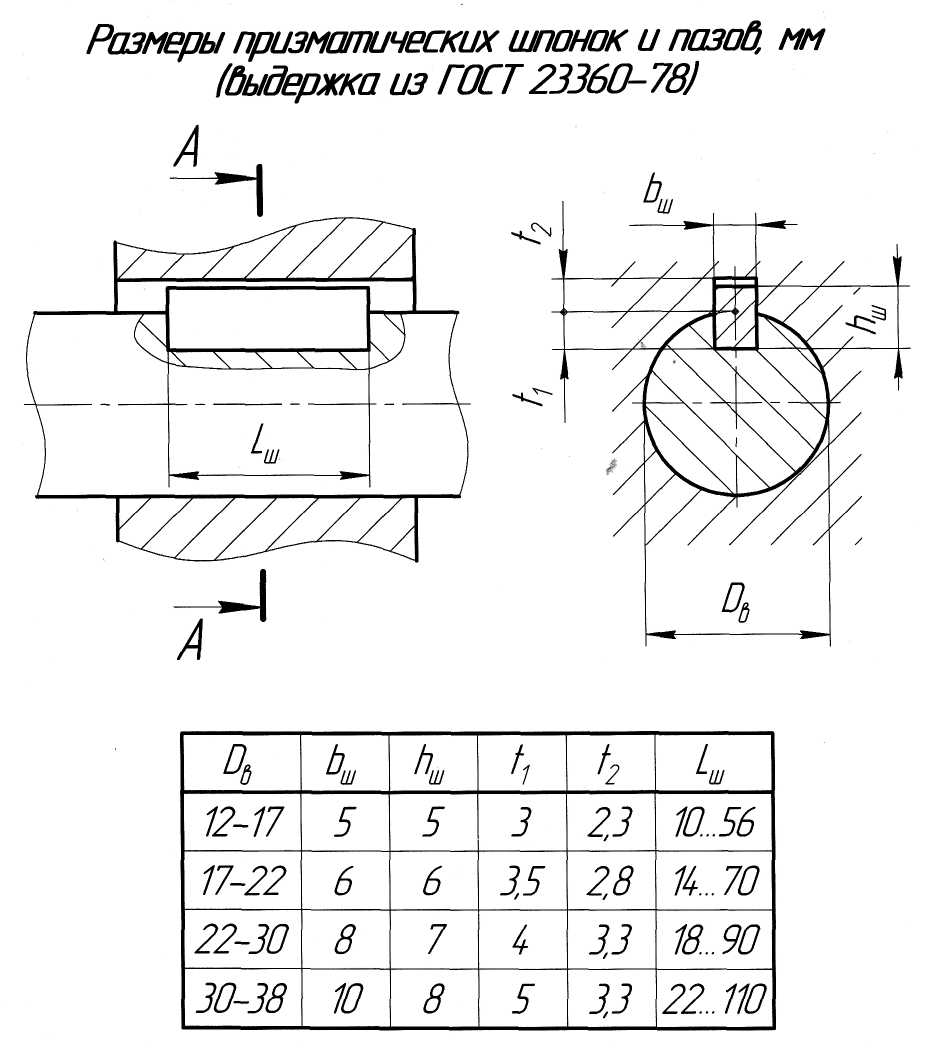 Размеры призматических шпонок и пазов, мм
(выдержка из ГОСТ 23360-78)
А
bш
t2
hш
t1
Lш
Dв
А
Dв bш hш t1 t2 Lш
12-17 5 5 3 2,3 10...56
17-22 6 6 3,5 2,8 14...70
22-30 8 7 4 3,3 18...90
30-38 10 8 5 3,3 22...110